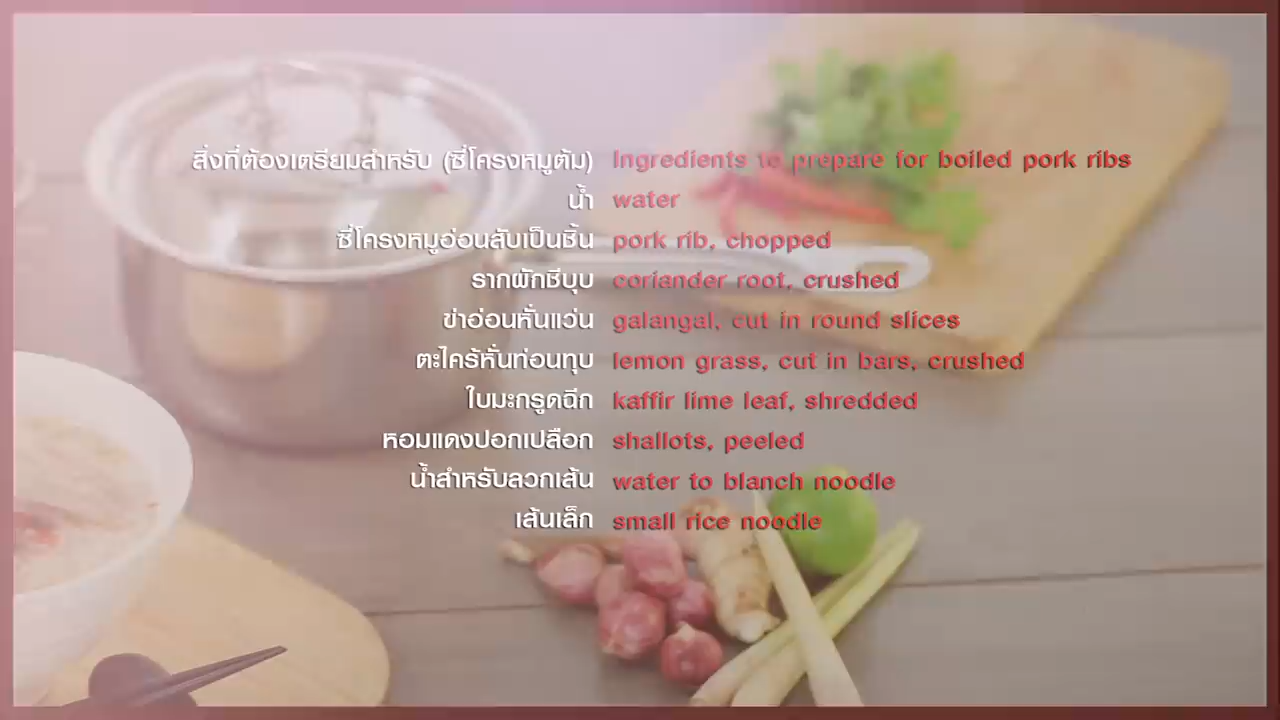 สิ่งที่ต้องเตรียมสำหรับ (ซี่โครงหมูต้ม) Ingredients to prepare for boiled pork ribs
น้ำ water
ซี่โครงหมูอ่อนสับเป็นชิ้น pork rib, chopped
รากผักชีบุบ coriander root, crushed
ข่าอ่อนหั่นแว่น galangal, cut in round slices
ตะไคร้หั่นท่อนทุบ lemon grass, cut in bars, crushed
ใบมะกรูดฉีก kaffir lime leaf, shredded
หอมแดงปอกเปลือก shallots, peeled
น้ำสำหรับลวกเส้น water to blanch noodle
เส้นเล็ก small rice noodle